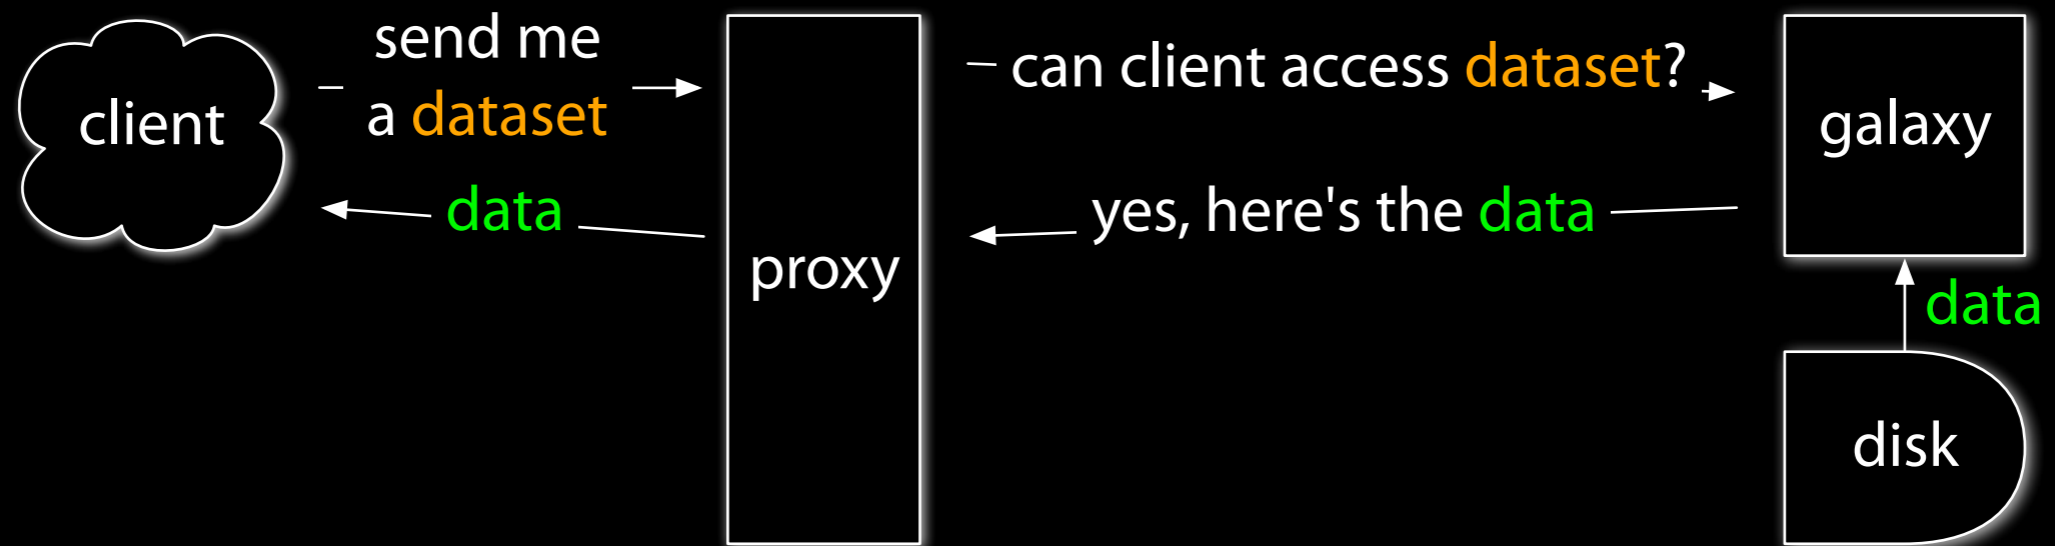 client
send me
a dataset
data
proxy
can client access dataset?
yes, here's the data
galaxy
data
disk